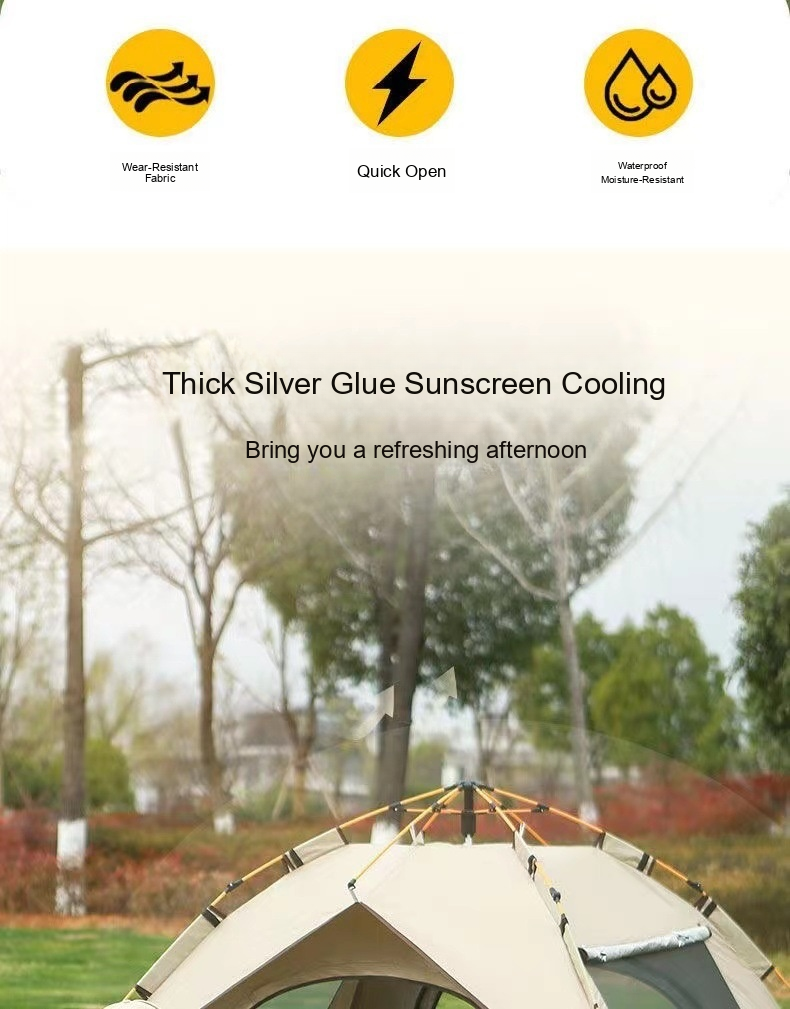 Wear-Resistant
Fabric
Quick Open
Waterproof
Moisture-Resistant
Thick Silver Glue Sunscreen Cooling
Bring you a refreshing afternoon